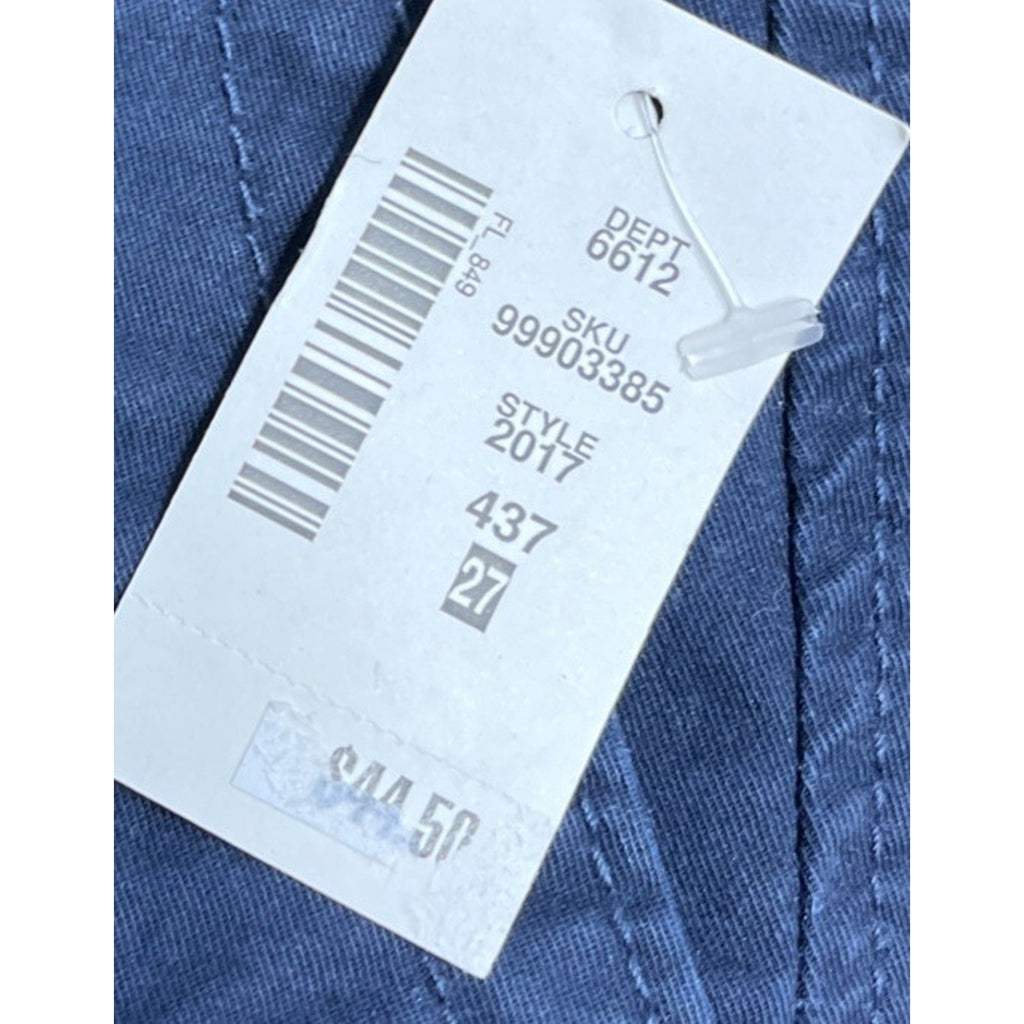 FL_849
DEPT
6612
SKU
99903385
STYLE
2017
437
27
$44.50